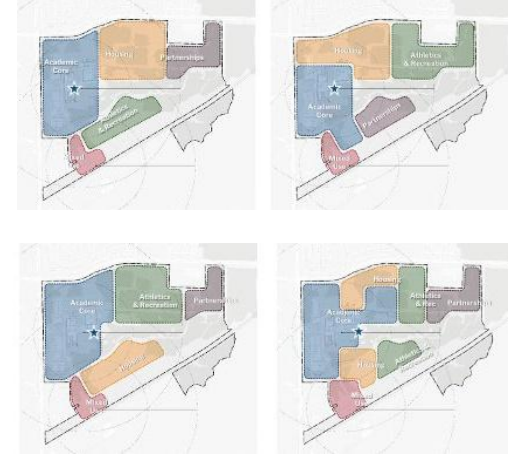 Academic
Core
Housing
Partnerships
Athletics
& Recreation
Mixed
Housing
Athletics
& Recreation
Academic
Core
Partnerships
Mixed
Use
Academic
Core
Athletics
& Recreation
Partnerships
Housing
Mixed
Use
Housing
Academic
Core
Athletics
& Rec
Partnerships
Housing
Athletics
Recreation
Mixed
Use